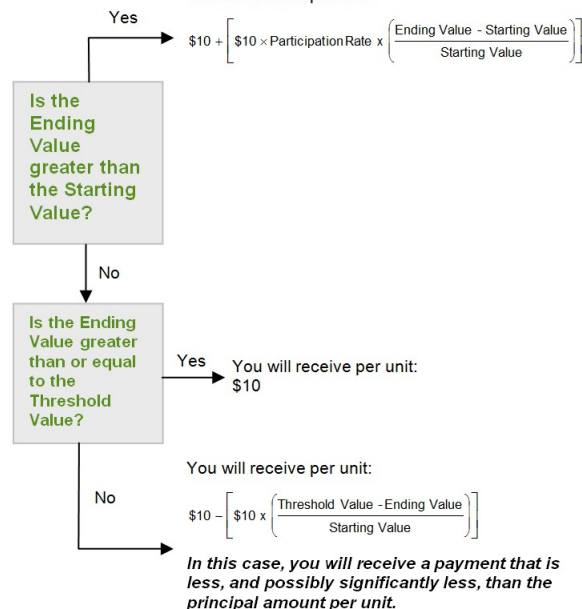 Yes
$10 + [ $10 × Participation Rate x ( Ending Value - Starting Value / Starting Value ) ]
Is the
Ending
Value
greater than
the Starting
Value?
No
Is the Ending
Value greater
than or equal
to the
Threshold
Value?
Yes
You will receive per unit:
$10
No
You will receive per unit:
$10 – [ $10 x ( Threshold Value - Ending Value / Starting Value ) ]
In this case, you will receive a payment that is
less, and possibly significantly less, than the
principal amount per unit.